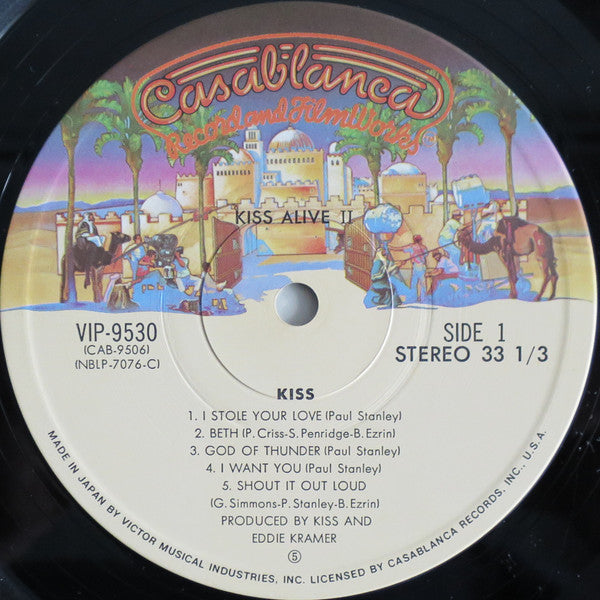 Casablanca
Record and FilmWorks
KISS ALIVE II
VIP-9530
(CAB-9506)
(NBLP-7076-C)
SIDE 1
STEREO 33 1/3
KISS
1. I STOLE YOUR LOVE (Paul Stanley)
2. BETH (P. Criss-S. Penridge-B. Ezrin)
3. GOD OF THUNDER (Paul Stanley)
4. I WANT YOU (Paul Stanley)
5. SHOUT IT OUT LOUD
(G. Simmons-P. Stanley-B. Ezrin)
PRODUCED BY KISS AND
EDDIE KRAMER
5
MADE IN JAPAN BY VICTOR MUSICAL INDUSTRIES, INC. LICENSED BY CASABLANCA RECORDS, INC., U.S.A.